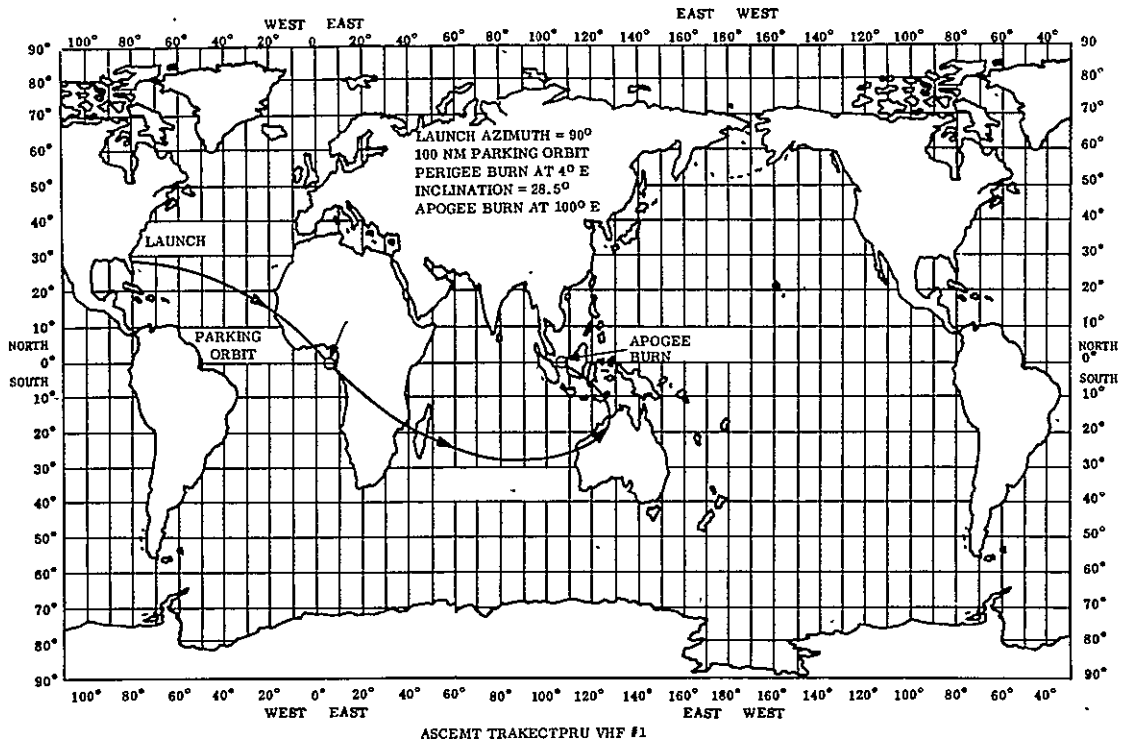 EAST WEST
WEST EAST
100° 80° 60° 40° 20° 0 20° 40° 60° 80° 100° 120° 140° 160° 160° 140° 120° 100° 80° 60° 40°
90° 90
80° 80°
70° 70°
LAUNCH AZIMUTH = 90°
100 NM PARKING ORBIT
60° 60°
PERIGEE BURN AT 4° E
INCLINATION = 28.5°
50° 50°
APOGEE BURN AT 100° E
40° 40°
LAUNCH
30° 30°
20° 20°
10° 10°
PARKING
ORBIT
APOGEE
BURN
NORTH NORTH
0° 0°
SOUTH SOUTH
10° 10°
20° 20°
30° 30°
40° 40°
50° 50°
60° 60°
70° 70°
80° 80°
90° 90°
100° 80° 60° 40° 20° 0° 20° 40° 60° 80° 100° 120° 140° 160° 160° 140° 120° 100° 80° 60° 40°
WEST EAST EAST WEST
ASCEMT TRAKECTPRU VHF #1